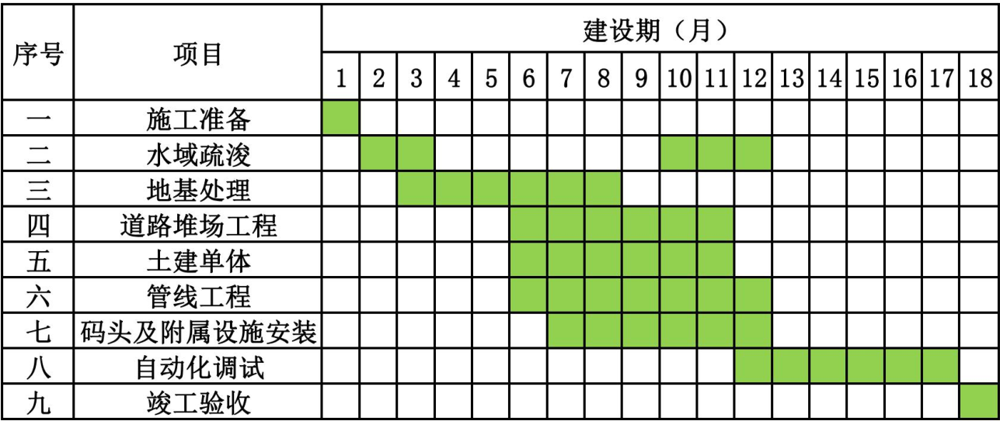 序号 项目 建设期（月）
1 2 3 4 5 6 7 8 9 10 11 12 13 14 15 16 17 18
一 施工准备
二 水域疏浚
三 地基处理
四 道路堆场工程
五 土建单体
六 管线工程
七 码头及附属设施安装
八 自动化调试
九 竣工验收